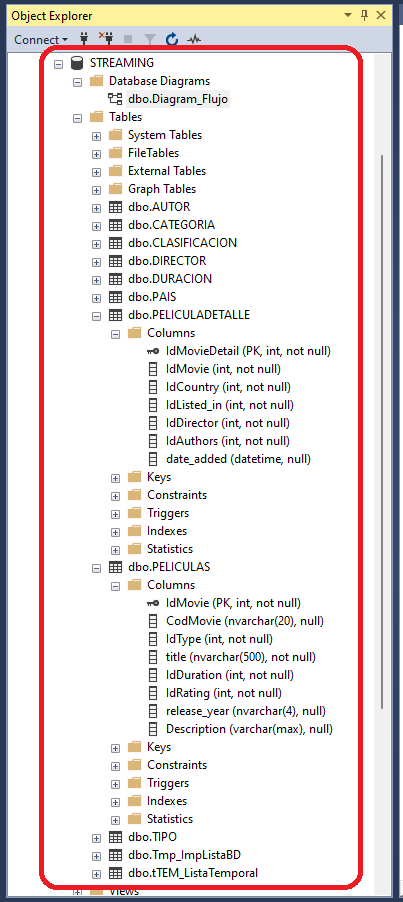 Object Explorer
Connect
STREAMING
Database Diagrams
dbo.Diagram_Flujo
Tables
System Tables
FileTables
External Tables
Graph Tables
dbo.AUTOR
dbo.CATEGORIA
dbo.CLASIFICACION
dbo.DIRECTOR
dbo.DURACION
dbo.PAIS
dbo.PELICULADETALLE
Columns
IdMovieDetail (PK, int, not null)
IdMovie (int, not null)
IdCountry (int, not null)
IdListed_in (int, not null)
IdDirector (int, not null)
IdAuthors (int, not null)
date_added (datetime, null)
Keys
Constraints
Triggers
Indexes
Statistics
dbo.PELICULAS
Columns
IdMovie (PK, int, not null)
CodMovie (nvarchar(20), null)
IdType (int, not null)
title (nvarchar(500), not null)
IdDuration (int, not null)
IdRating (int, not null)
release_year (nvarchar(4), null)
Description (varchar(max), null)
Keys
Constraints
Triggers
Indexes
Statistics
dbo.TIPO
dbo.Tmp_ImpListaBD
dbo.tTEM_ListaTemporal
Views